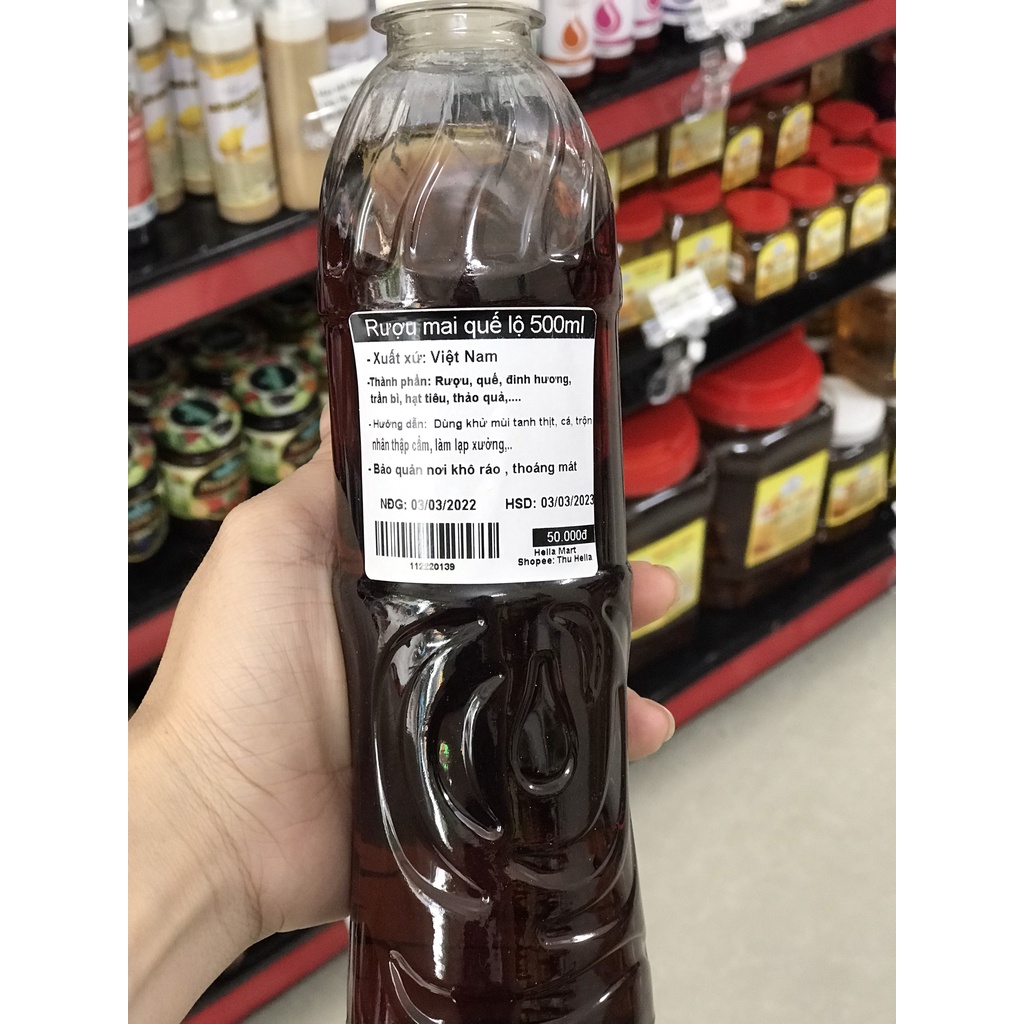 Rượu mai quế lộ 500ml
- Xuất xứ: Việt Nam
-Thành phần: Rượu, quế, đinh hương,
trần bì, hạt tiêu, thảo quả,....
- Hướng dẫn: Dùng khử mùi tanh thịt, cá, trộn
nhân thập cẩm, làm lạp xưởng,..
- Bảo quản nơi khô ráo , thoáng mát
NĐG: 03/03/2022 HSD: 03/03/2023
50.000đ
Hella Mart
Shopee: Thu Hella
112220139